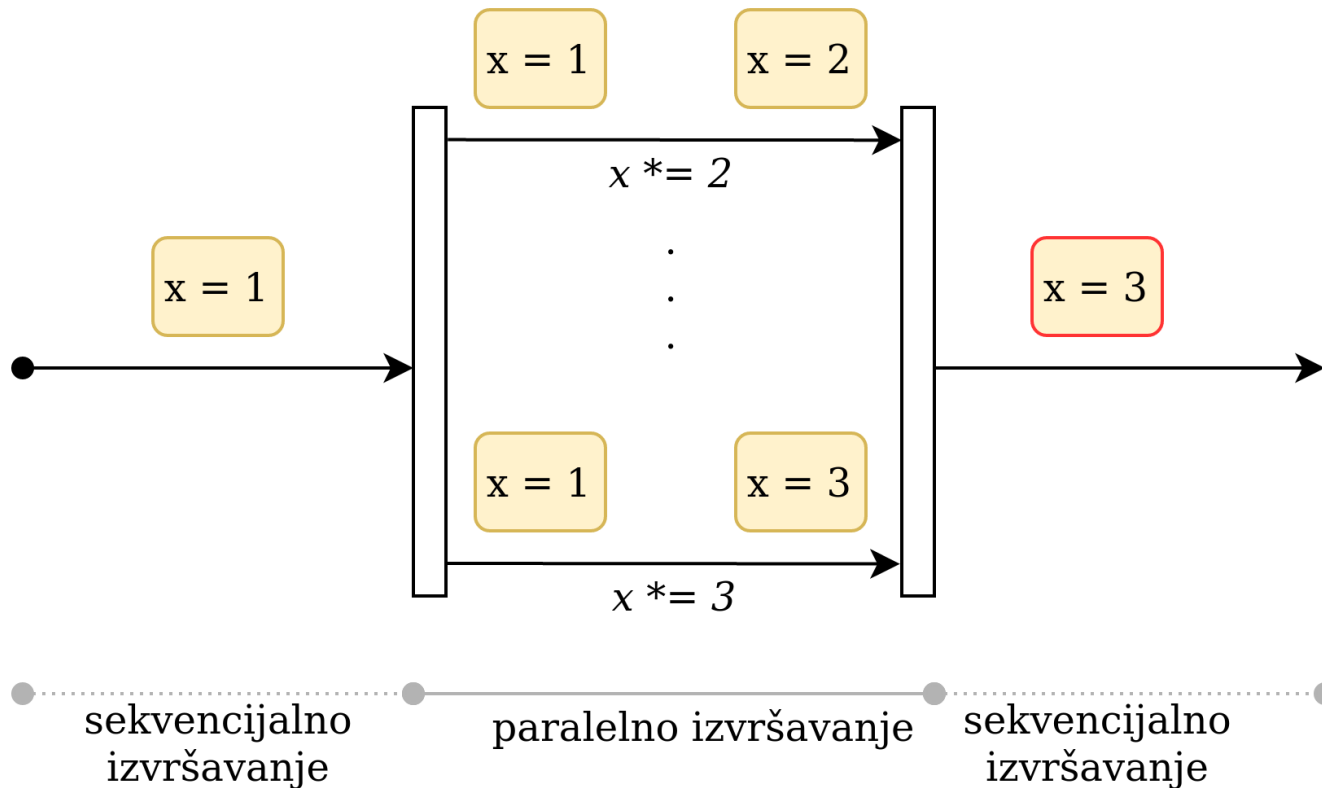 x = 1
x = 2
x *= 2
.
.
.
x = 1
x = 3
x = 1
x = 3
x *= 3
sekvencijalno
izvršavanje
paralelno izvršavanje
sekvencijalno
izvršavanje